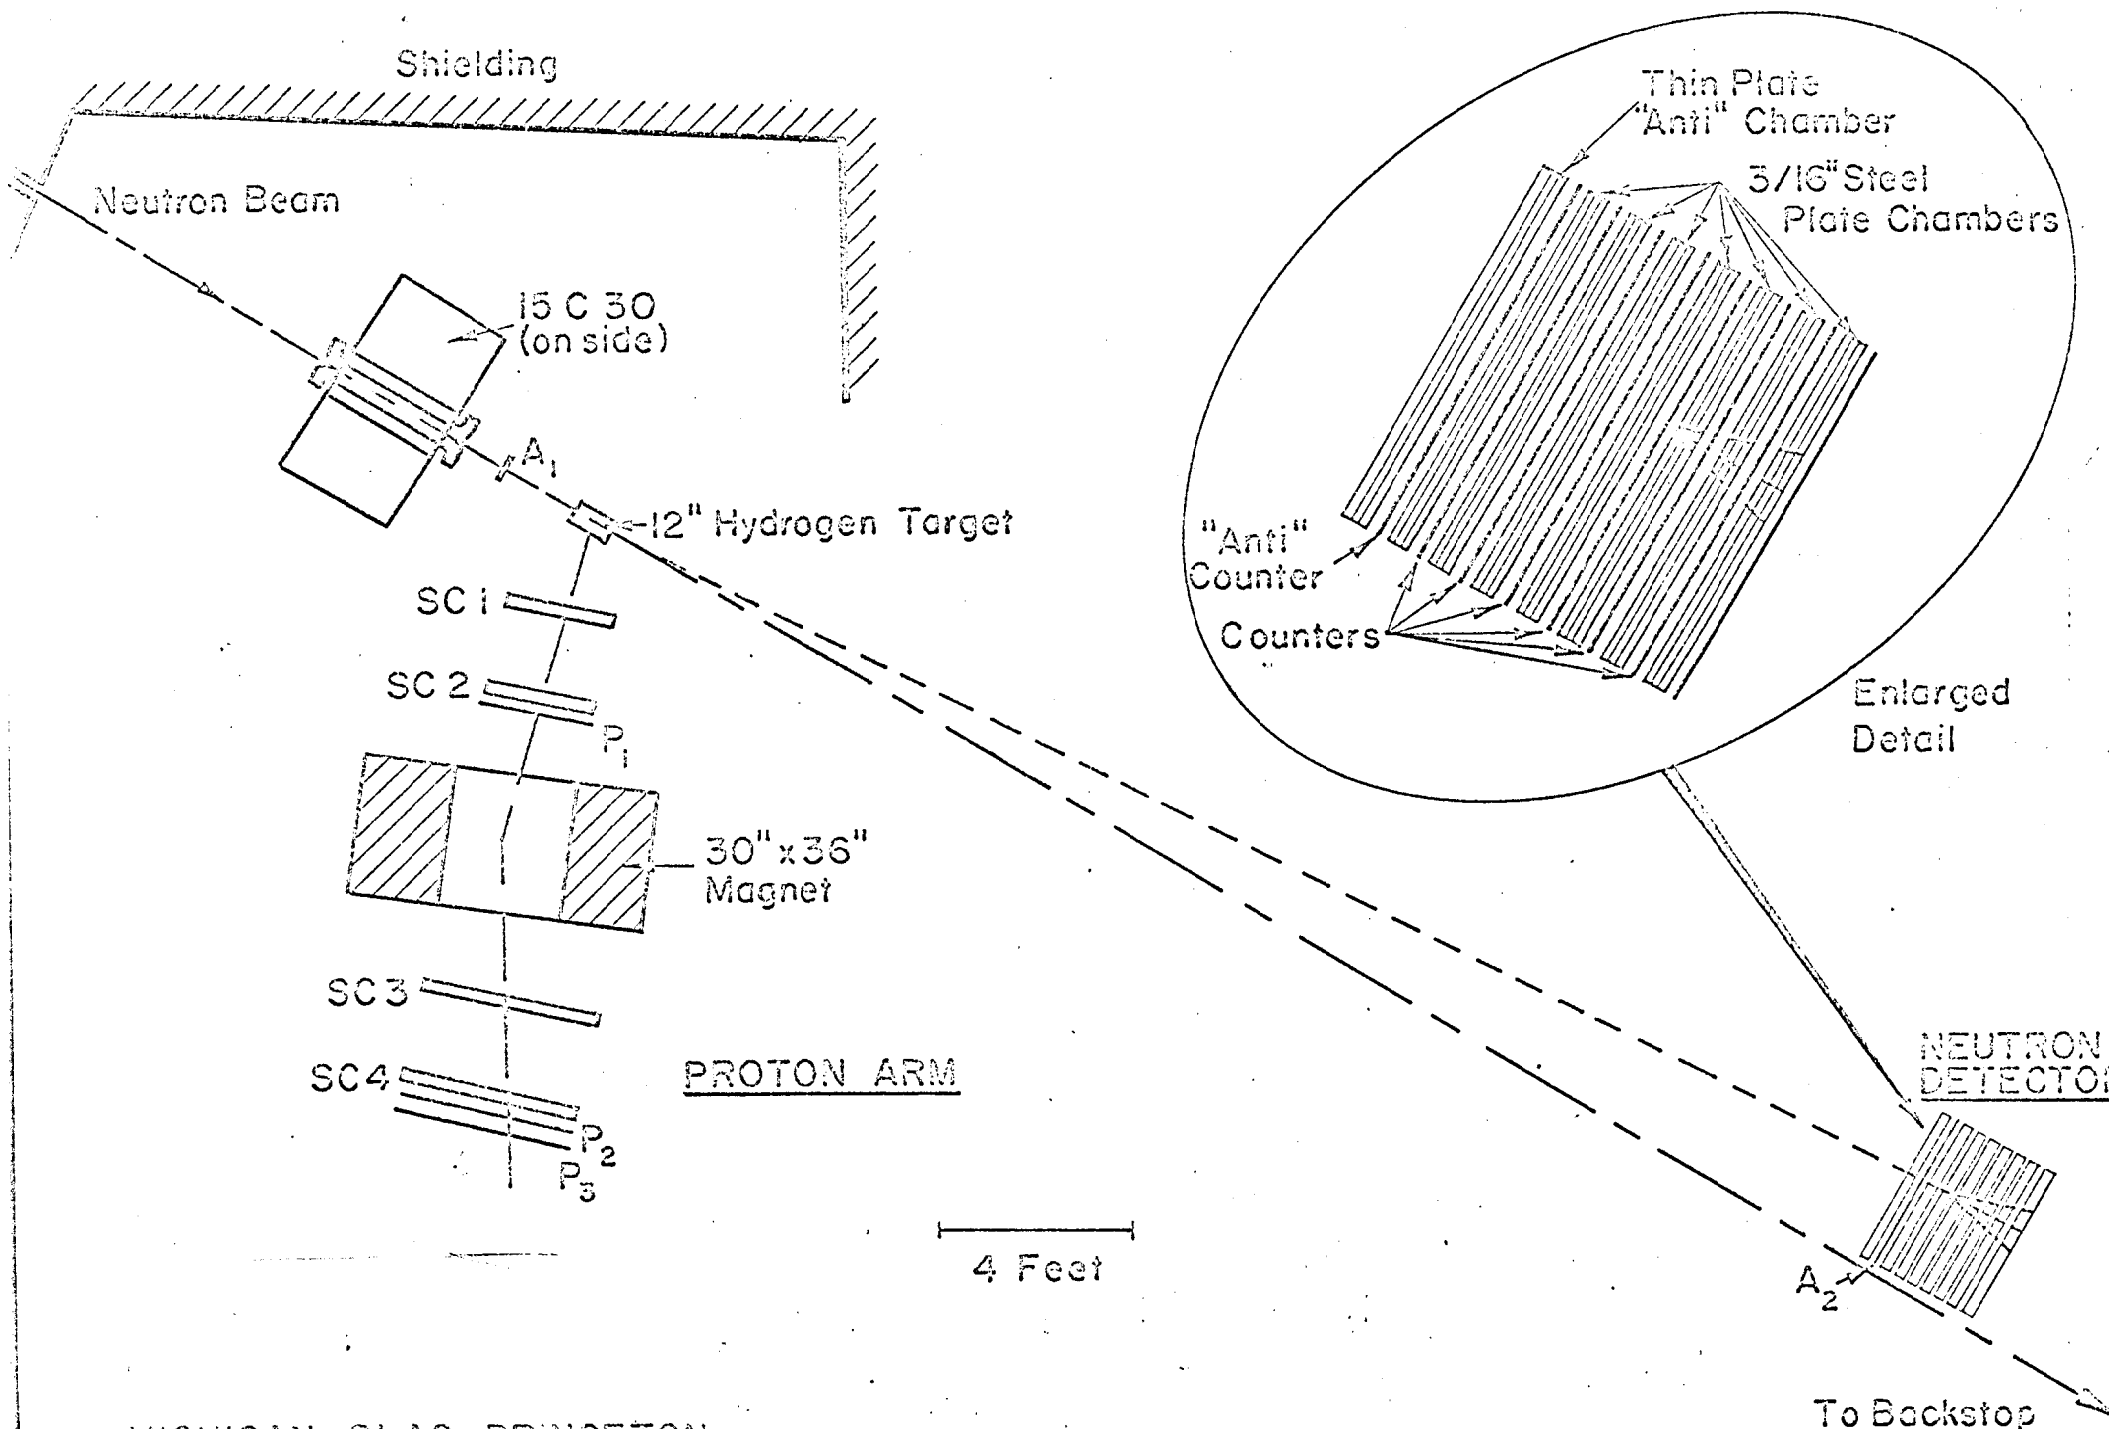 Shielding
Neutron Beam
15 C 30
(on side)
A₁
12" Hydrogen Target
SC 1
SC 2
P₁
30" x 36"
Magnet
SC 3
SC 4
P₂
P₃
PROTON ARM
4 Feet
Thin Plate
"Anti" Chamber
3/16" Steel
Plate Chambers
"Anti"
Counter
Counters
Enlarged
Detail
NEUTRON
DETECTOR
A₂
To Backstop